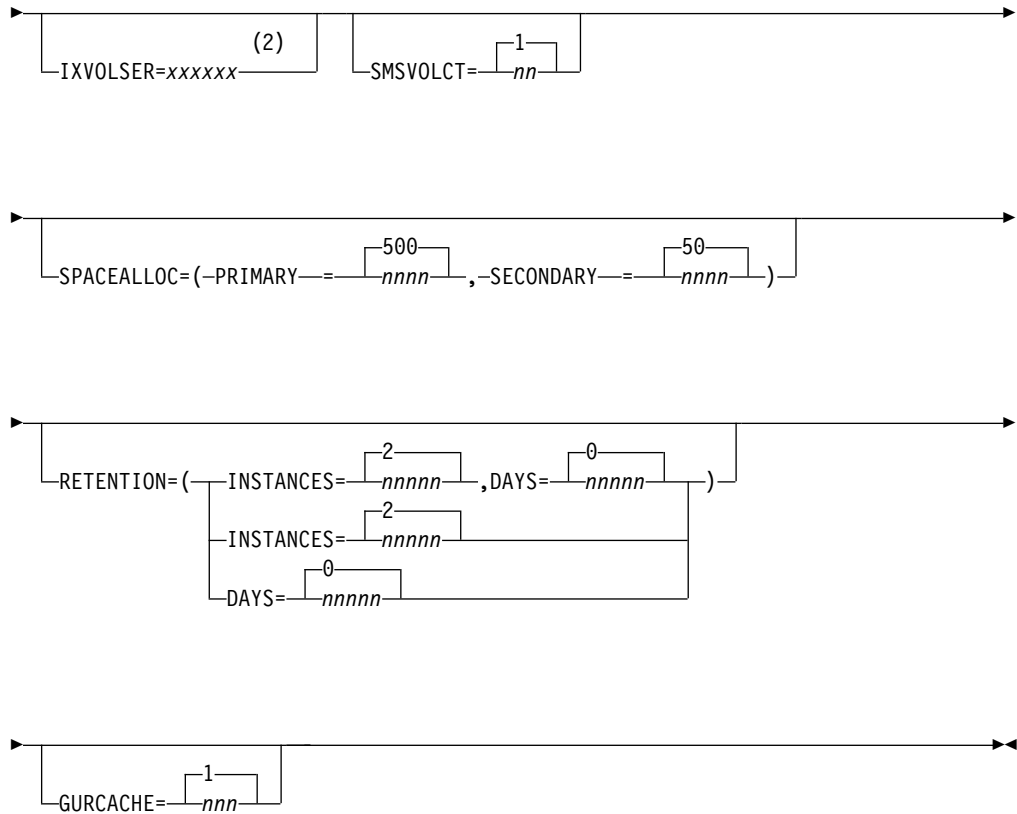 (2)
IXVOLSER=xxxxxx
1
SMSVOLCT= nn
500 50
SPACEALLOC=( PRIMARY = nnnn , SECONDARY = nnnn )
2 0
RETENTION=( INSTANCES= nnnnn ,DAYS= nnnnn )
2
INSTANCES= nnnnn
0
DAYS= nnnnn
1
GURCACHE= nnn